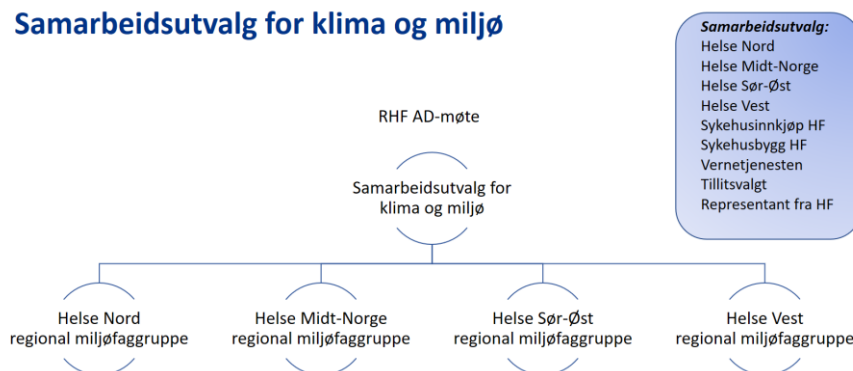 Samarbeidsutvalg for klima og miljø
Samarbeidsutvalg:
Helse Nord
Helse Midt-Norge
Helse Sør-Øst
Helse Vest
Sykehusinnkjøp HF
Sykehusbygg HF
Vernetjenesten
Tillitsvalgt
Representant fra HF
RHF AD-møte
Samarbeidsutvalg for
klima og miljø
Helse Nord
regional miljøfaggruppe
Helse Midt-Norge
regional miljøfaggruppe
Helse Sør-Øst
regional miljøfaggruppe
Helse Vest
regional miljøfaggruppe